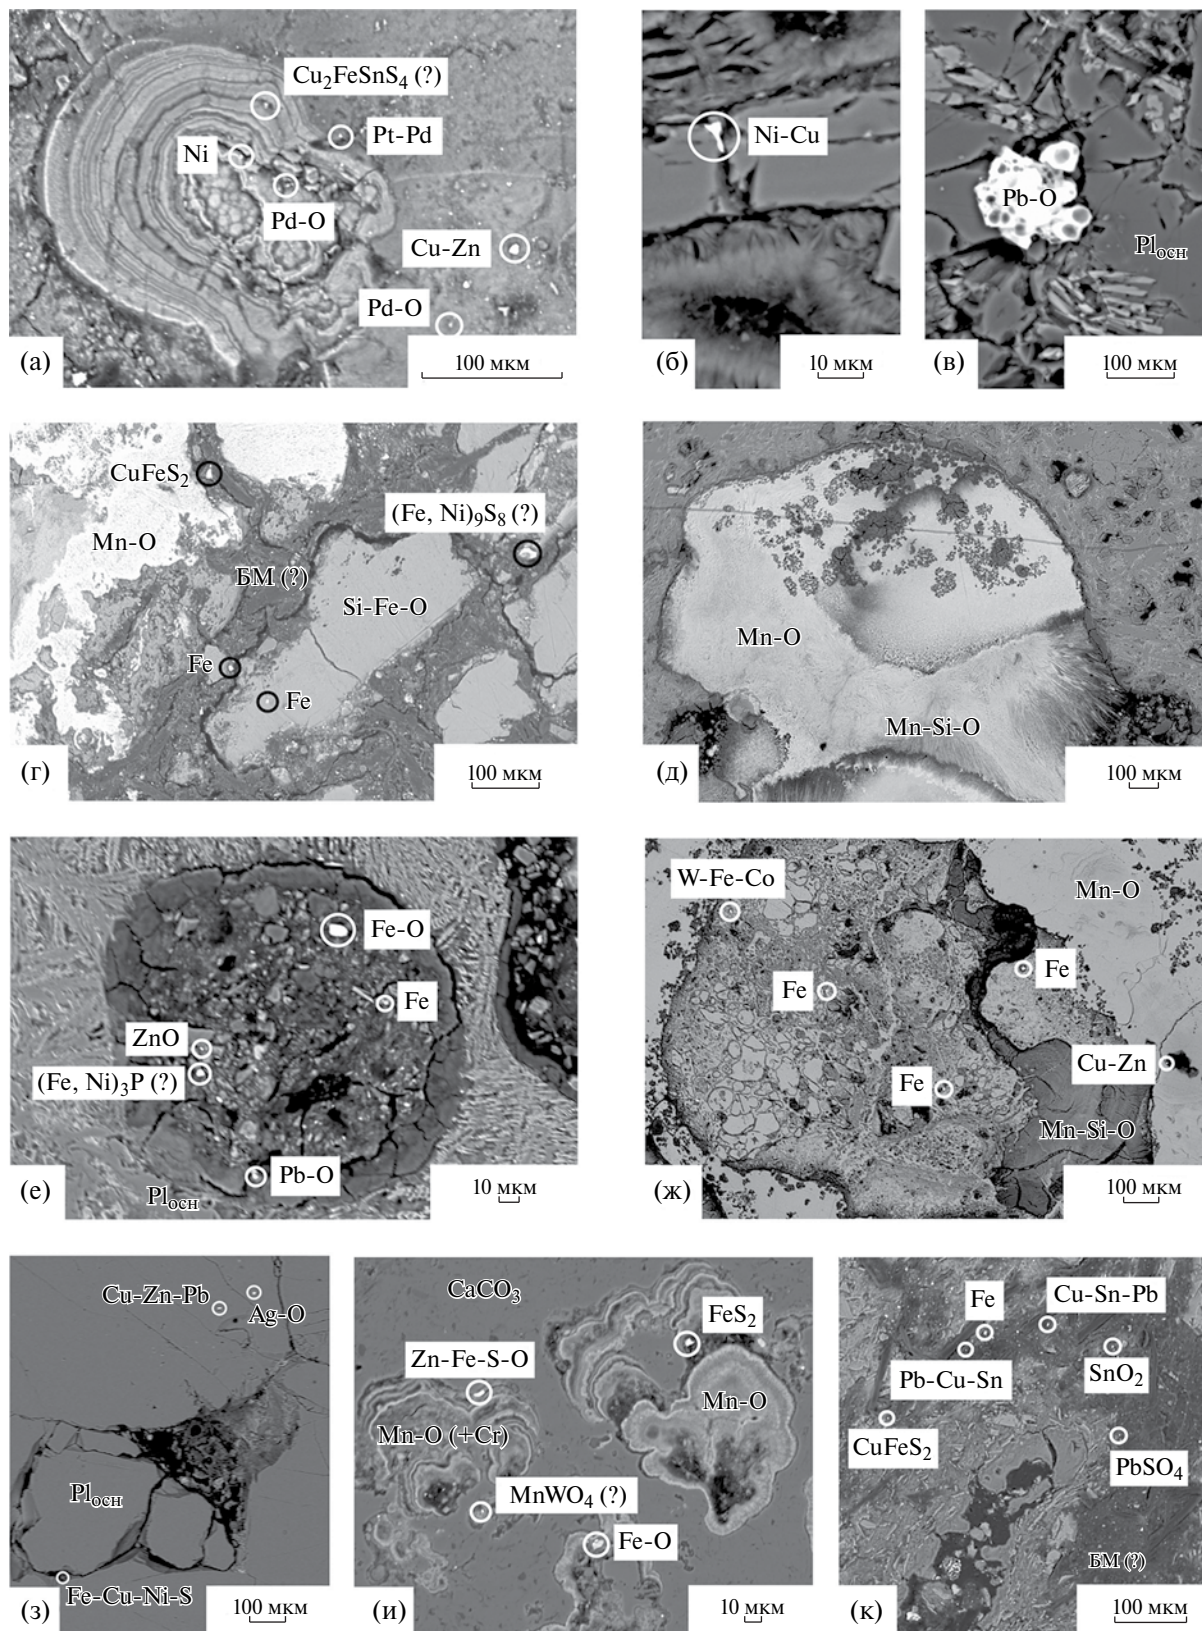 Cu₂FeSnS₄ (?)
Pt-Pd
Ni
Pd-O
Cu-Zn
Pd-O
(а)
100 мкм
Ni-Cu
(б)
10 мкм
Pb-O
Plосн
(в)
100 мкм
CuFeS₂
(Fe, Ni)₉S₈ (?)
Mn-O
БМ (?)
Si-Fe-O
Fe
Fe
(г)
100 мкм
Mn-O
Mn-Si-O
(д)
100 мкм
Fe-O
Fe
ZnO
(Fe, Ni)₃P (?)
Pb-O
Plосн
(е)
10 мкм
W-Fe-Co
Mn-O
Fe
Fe
Cu-Zn
Fe
Mn-Si-O
(ж)
100 мкм
Cu-Zn-Pb
Ag-O
Plосн
Fe-Cu-Ni-S
(з)
100 мкм
CaCO₃
FeS₂
Zn-Fe-S-O
Mn-O
Mn-O (+Cr)
MnWO₄ (?)
Fe-O
(и)
10 мкм
Fe
Cu-Sn-Pb
Pb-Cu-Sn
SnO₂
CuFeS₂
PbSO₄
БМ (?)
(к)
100 мкм